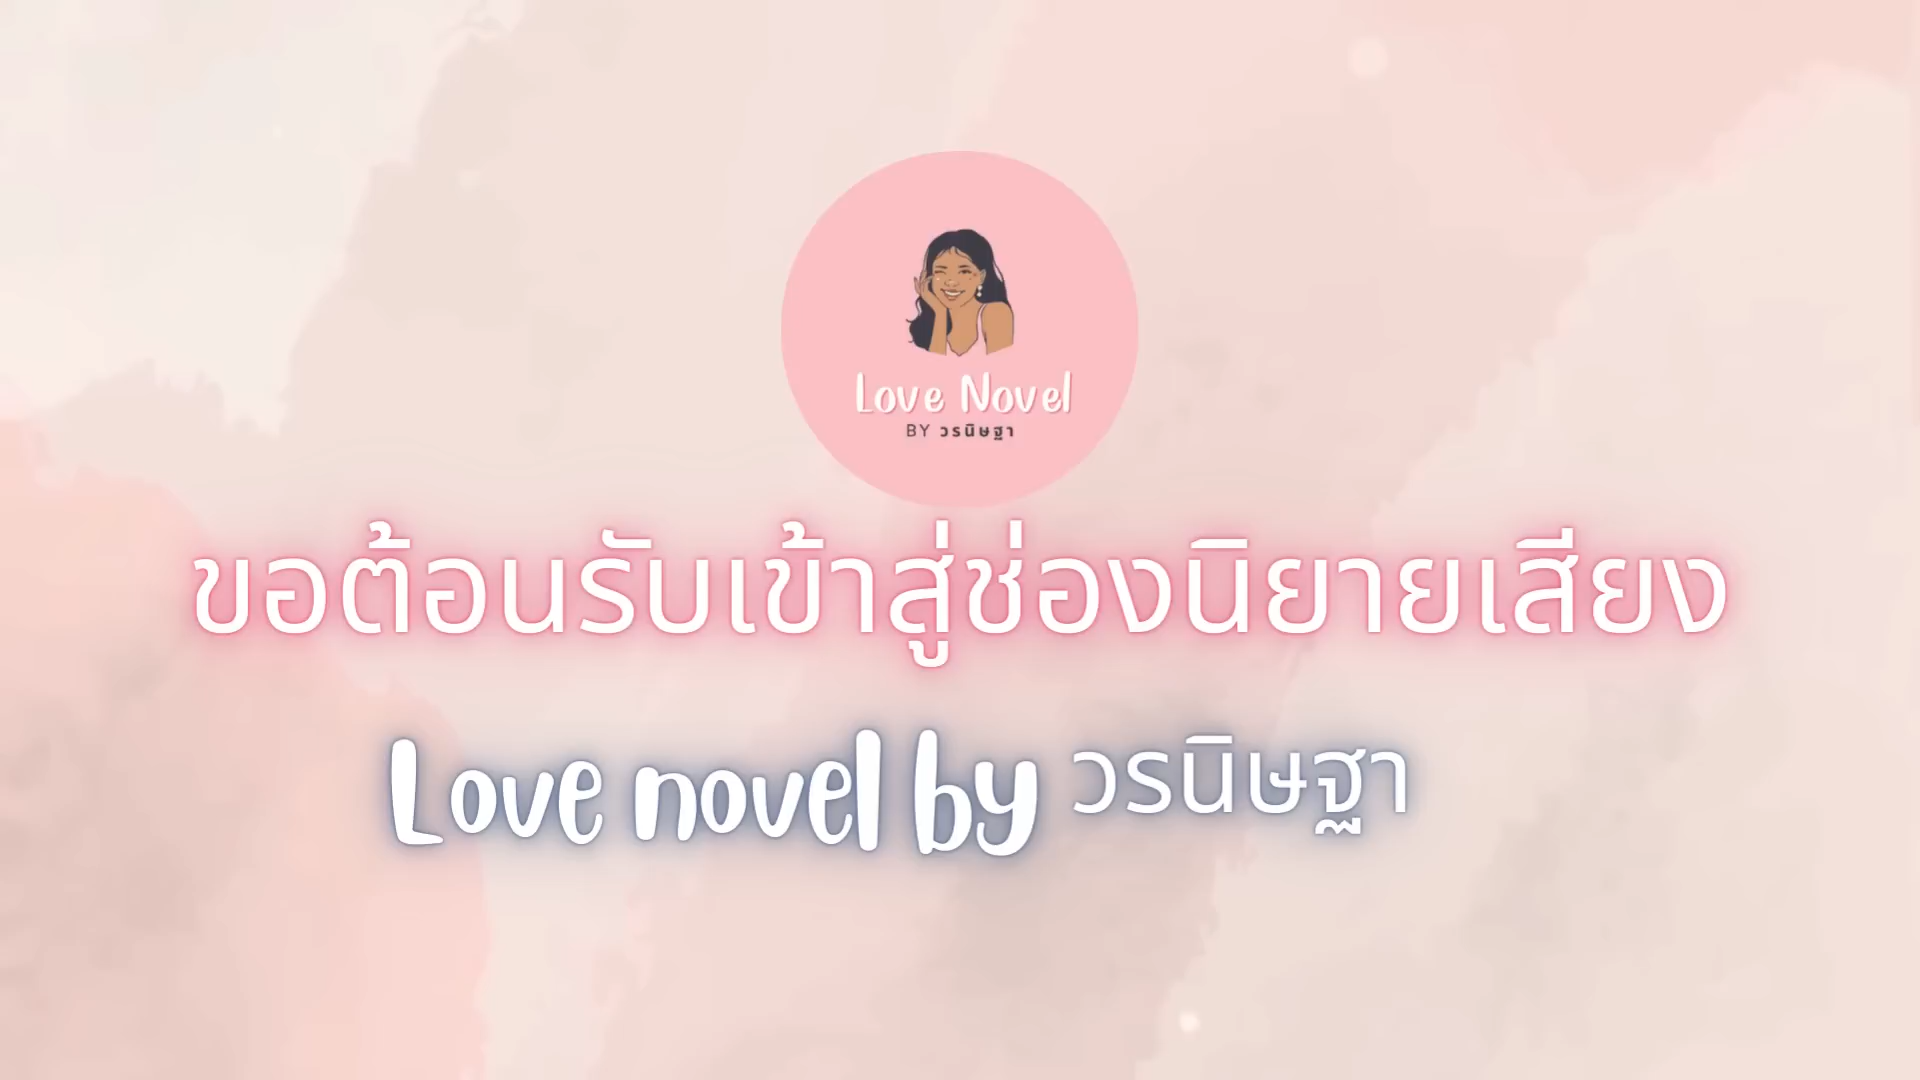 Love Novel
BY วรนิษฐา
ขอต้อนรับเข้าสู่ช่องนิยายเสียง
Love novel by วรนิษฐา